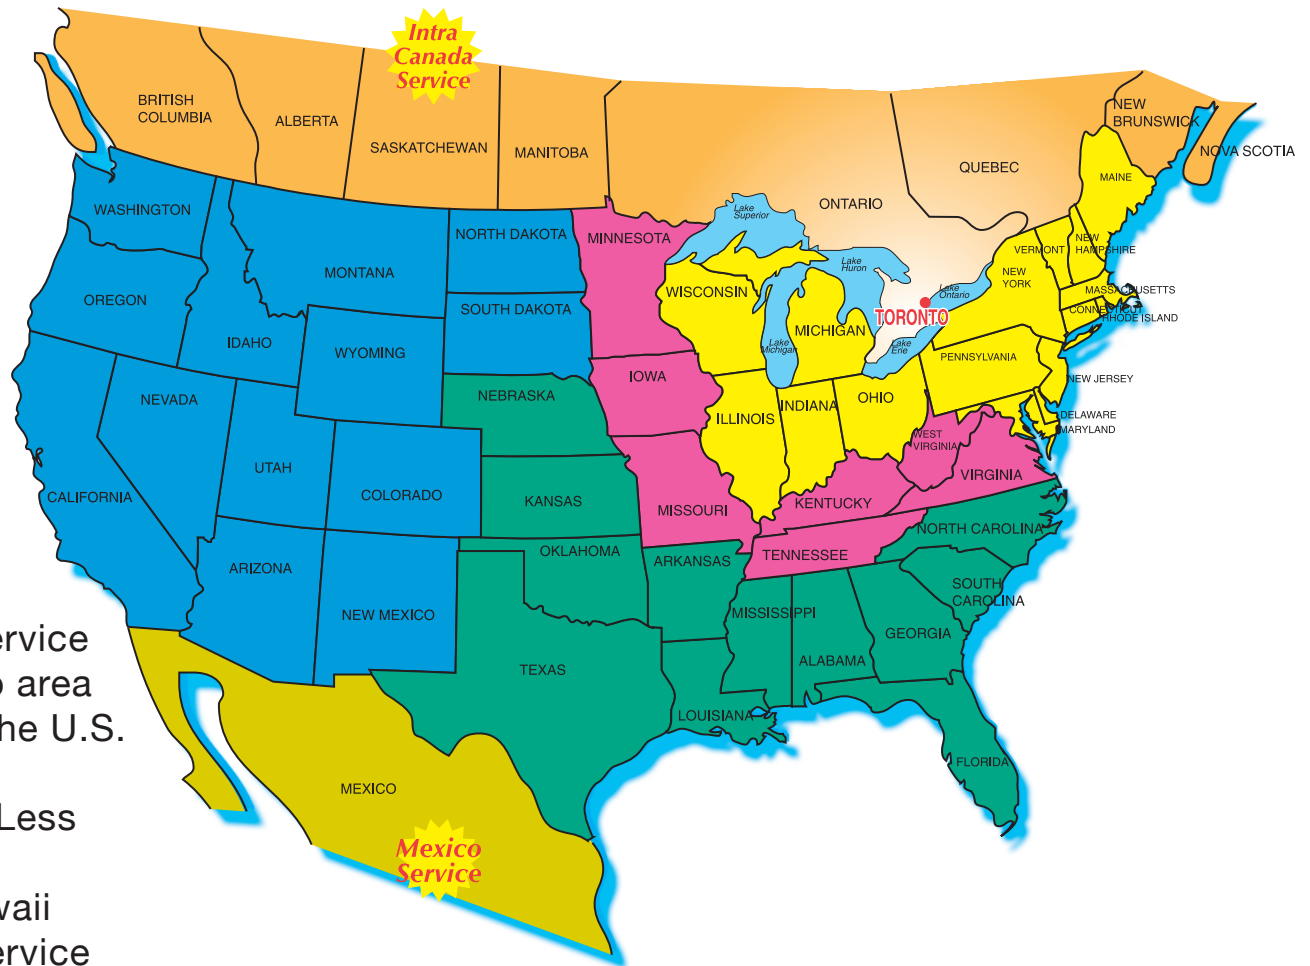 Intra
Canada
Service
BRITISH
COLUMBIA
ALBERTA
SASKATCHEWAN
MANITOBA
ONTARIO
QUEBEC
NEW
BRUNSWICK
NOVA SCOTIA
MAINE
WASHINGTON
OREGON
IDAHO
MONTANA
NORTH DAKOTA
SOUTH DAKOTA
WYOMING
MINNESOTA
WISCONSIN
Lake
Superior
Lake
Huron
Lake
Michigan
Lake
Ontario
Lake
Erie
TORONTO
MICHIGAN
VERMONT
NEW
HAMPSHIRE
NEW
YORK
MASSACHUSETTS
CONNECTICUT
RHODE ISLAND
PENNSYLVANIA
NEW JERSEY
DELAWARE
MARYLAND
NEVADA
UTAH
CALIFORNIA
COLORADO
NEBRASKA
IOWA
ILLINOIS
INDIANA
OHIO
WEST
VIRGINIA
VIRGINIA
KENTUCKY
MISSOURI
KANSAS
ARIZONA
NEW MEXICO
OKLAHOMA
ARKANSAS
TENNESSEE
NORTH CAROLINA
SOUTH
CAROLINA
MISSISSIPPI
ALABAMA
GEORGIA
TEXAS
LOUISIANA
FLORIDA
MEXICO
Mexico
Service
ervice
area
he U.S.
Less
waii
ervice